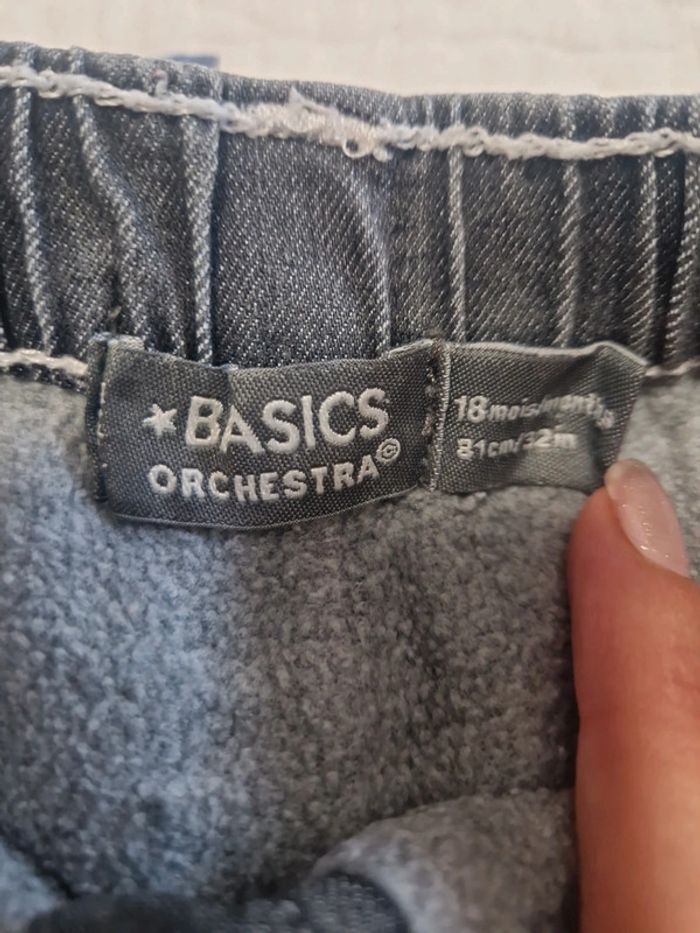 *BASICS
ORCHESTRA©
18mois/months
81cm/32in